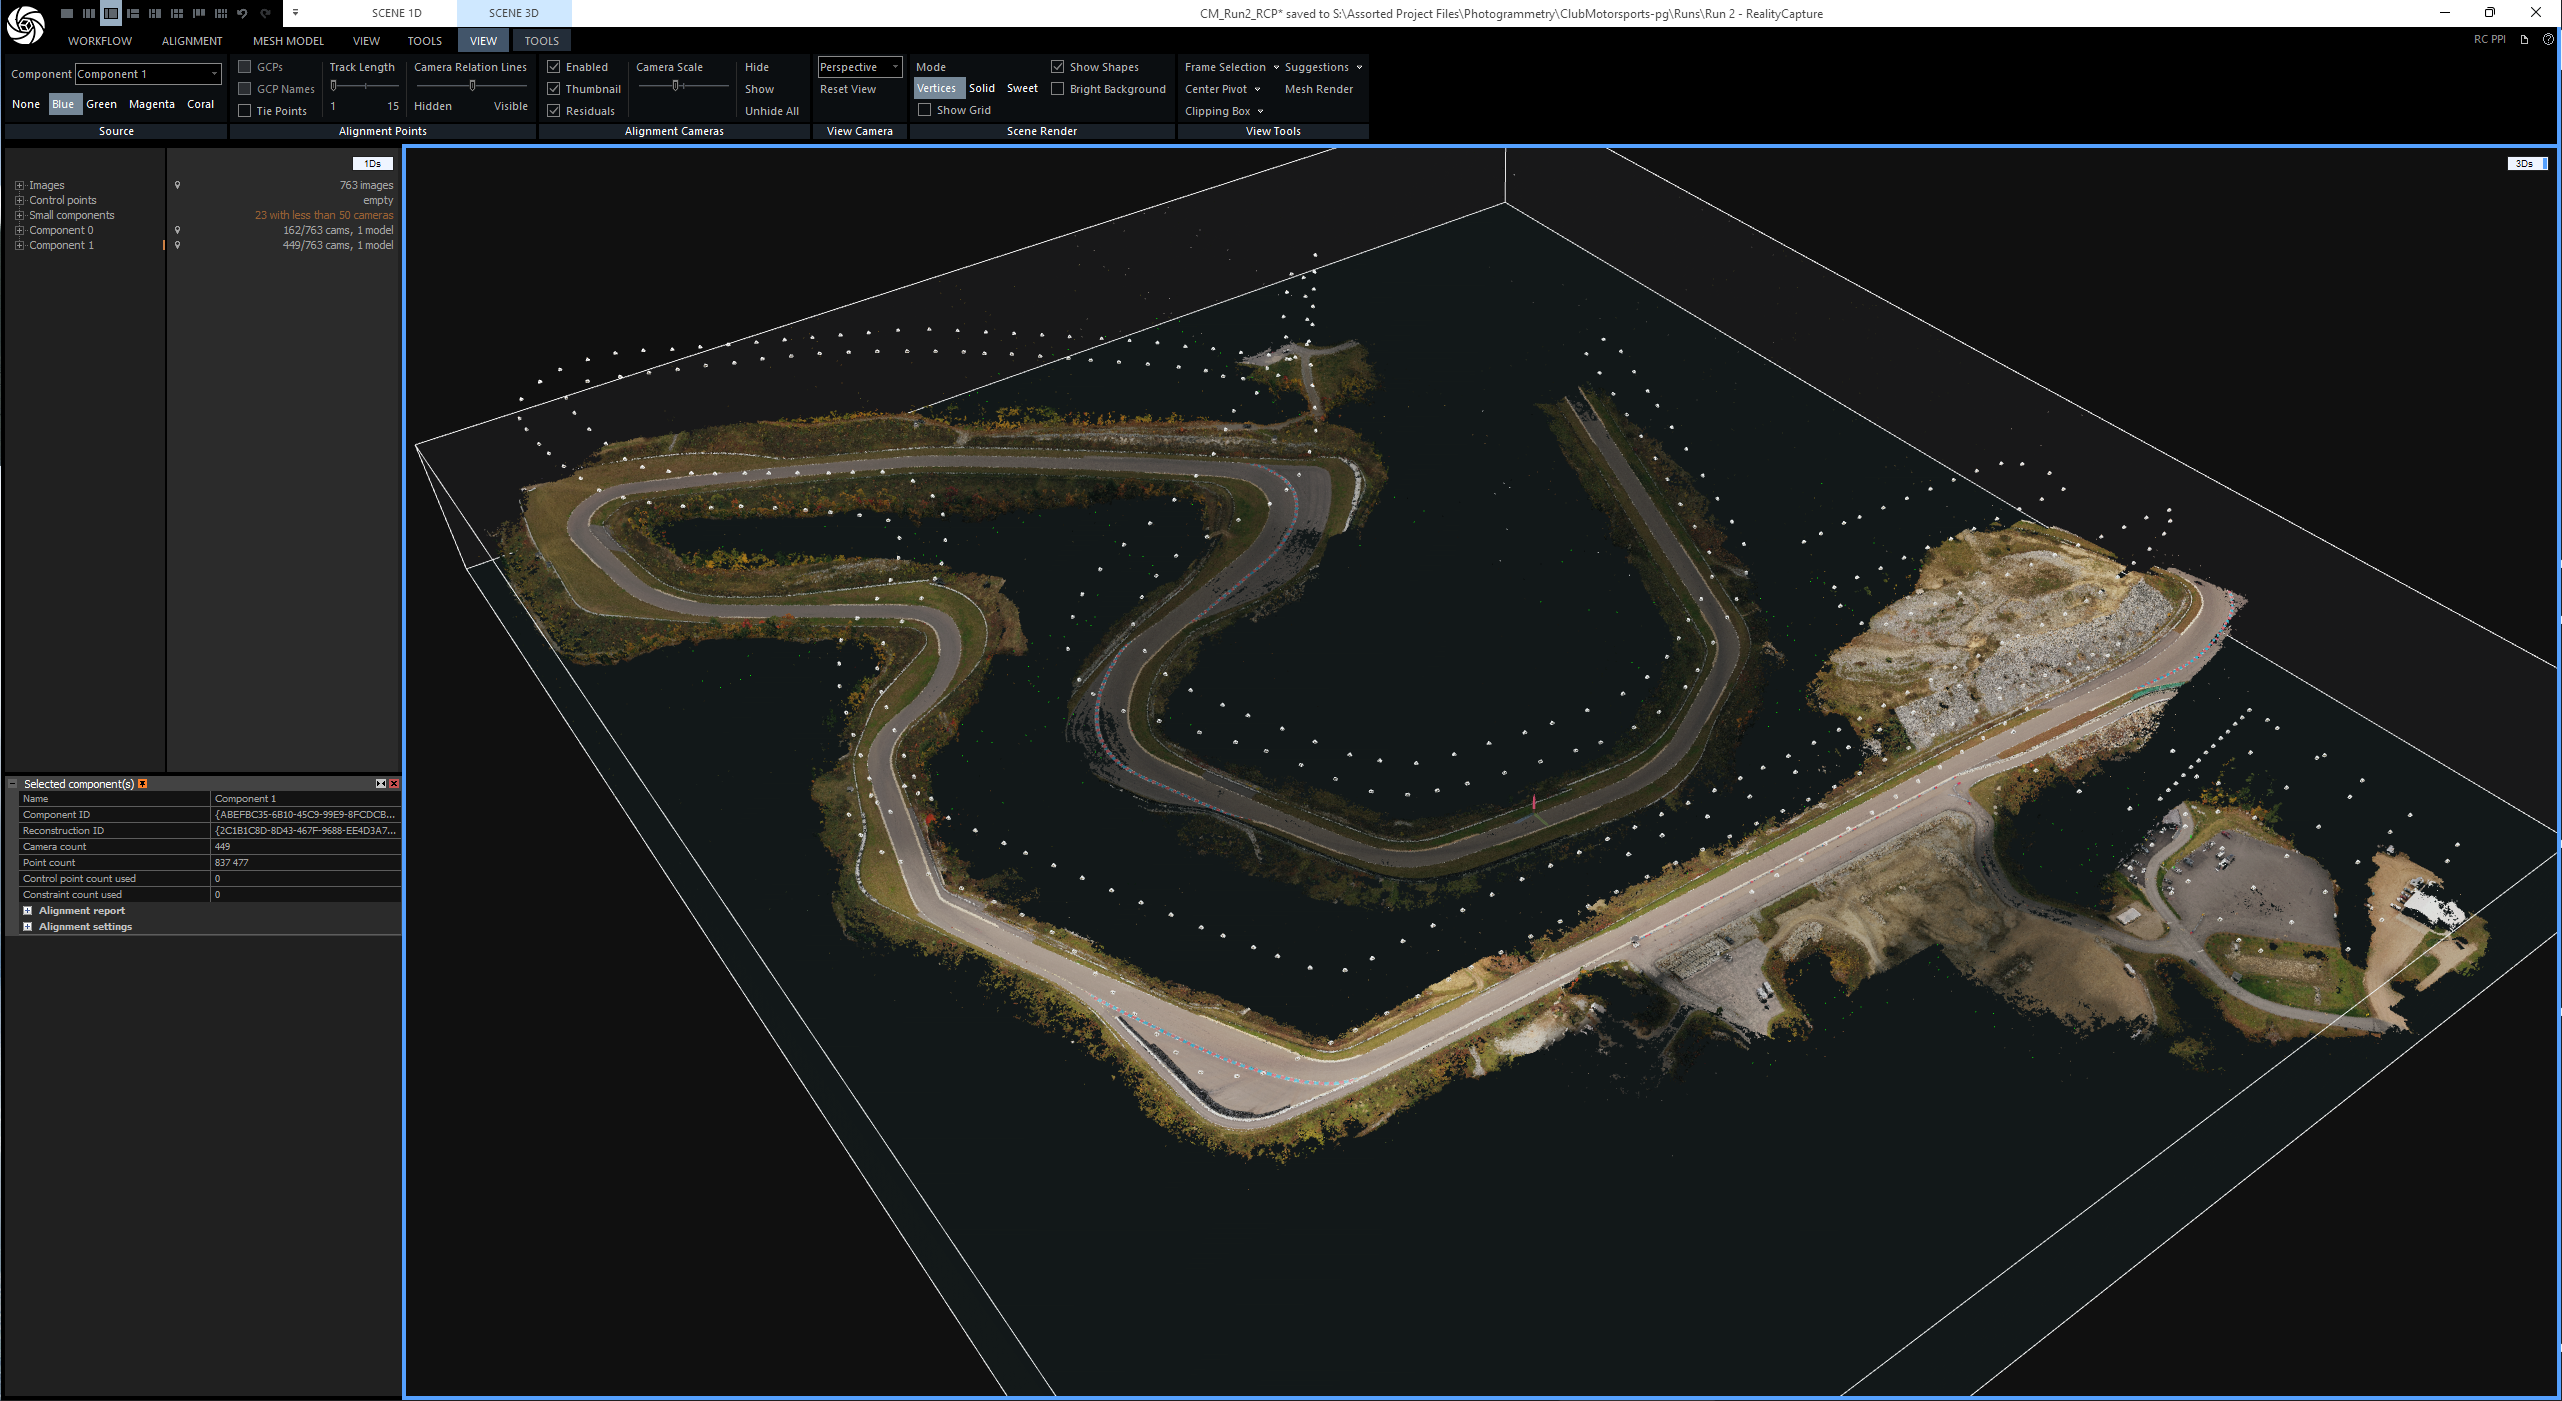 SCENE 1D
SCENE 3D
CM_Run2_RCP* saved to S:\Assorted Project Files\Photogrammetry\ClubMotorsports-pg\Runs\Run 2 - RealityCapture
WORKFLOW
ALIGNMENT
MESH MODEL
VIEW
TOOLS
VIEW
TOOLS
RC PPI
Component Component 1
None Blue Green Magenta Coral
Source
GCPs
GCP Names
Tie Points
Track Length
1 15
Camera Relation Lines
Hidden Visible
Alignment Points
Enabled
Thumbnail
Residuals
Camera Scale
Hide
Show
Unhide All
Alignment Cameras
Perspective
Reset View
View Camera
Mode
Vertices Solid Sweet
Show Grid
Show Shapes
Bright Background
Scene Render
Frame Selection
Center Pivot
Clipping Box
Suggestions
Mesh Render
View Tools
1Ds
Images 763 images
Control points empty
Small components 23 with less than 50 cameras
Component 0 162/763 cams, 1 model
Component 1 449/763 cams, 1 model
3Ds
Selected component(s)
Name Component 1
Component ID {ABEFBC35-6B10-45C9-99E9-8FCDCB...
Reconstruction ID {2C1B1C8D-8D43-467F-9688-EE4D3A7...
Camera count 449
Point count 837 477
Control point count used 0
Constraint count used 0
Alignment report
Alignment settings